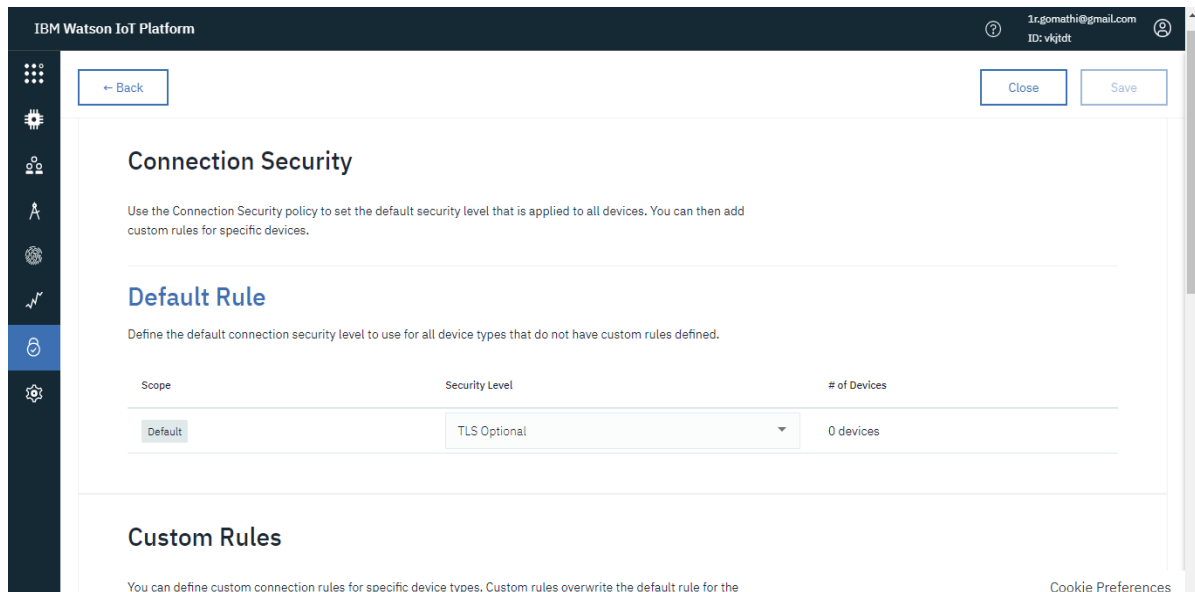 IBM Watson IoT Platform
1r.gomathi@gmail.com
ID: vkjtdt
← Back
Close
Save
Connection Security
Use the Connection Security policy to set the default security level that is applied to all devices. You can then add
custom rules for specific devices.
Default Rule
Define the default connection security level to use for all device types that do not have custom rules defined.
Scope
Security Level
# of Devices
Default
TLS Optional
0 devices
Custom Rules
You can define custom connection rules for specific device types. Custom rules overwrite the default rule for the
Cookie Preferences